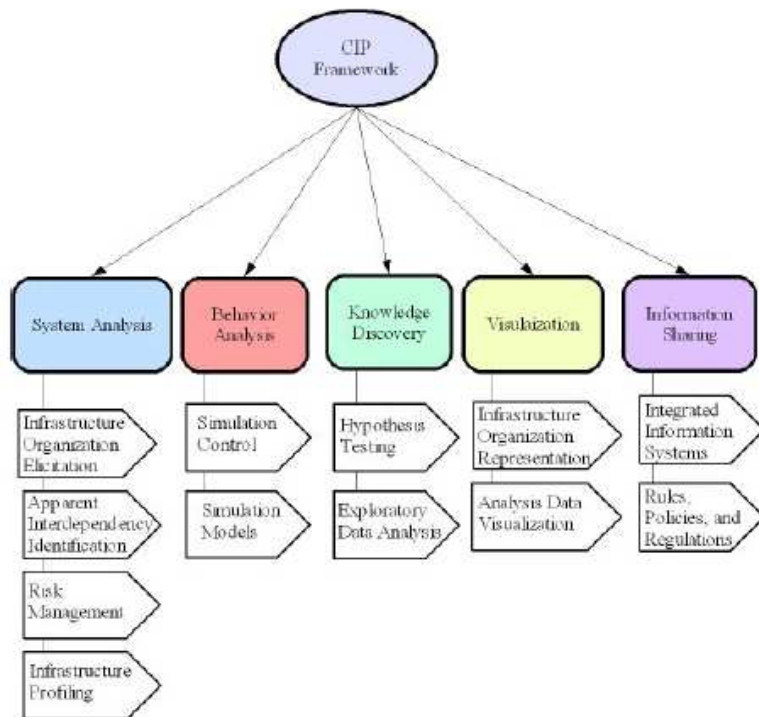 CIP
Framework
System Analysis
Behavior
Analysis
Knowledge
Discovery
Visulaization
Information
Sharing
Infrastructure
Organization
Elicitation
Apparent
Interdependency
Identification
Risk
Management
Infrastructure
Profiling
Simulation
Control
Simulation
Models
Hypothesis
Testing
Exploratory
Data Analysis
Infrastructure
Organization
Representation
Analysis Data
Visualization
Integrated
Information
Systems
Rules,
Policies, and
Regulations